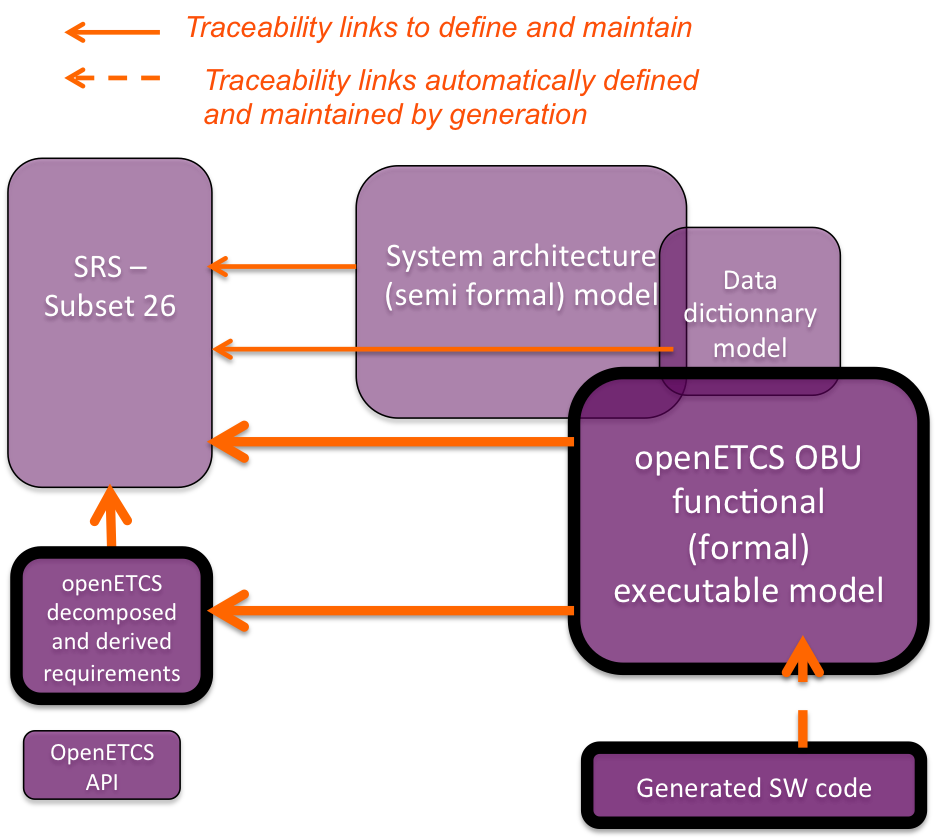 Traceability links to define and maintain
Traceability links automatically defined
and maintained by generation
SRS –
Subset 26
System architecture
(semi formal) model
Data
dictionnary
model
openETCS OBU
functional
(formal)
executable model
openETCS
decomposed
and derived
requirements
OpenETCS
API
Generated SW code